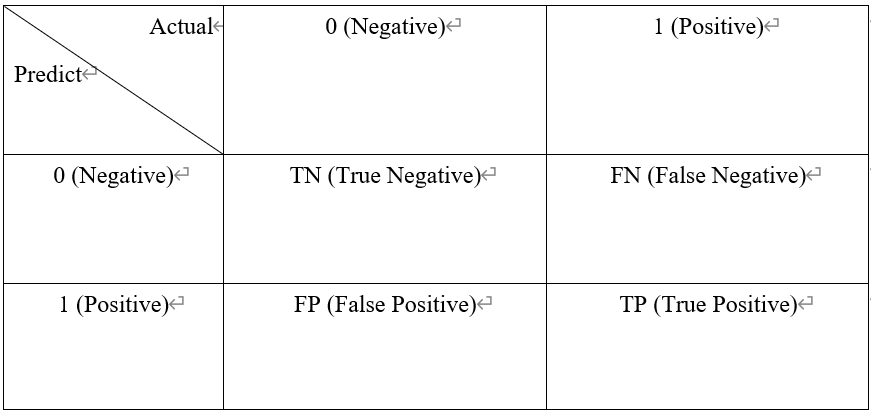 Actual
0 (Negative)
1 (Positive)
Predict
0 (Negative)
TN (True Negative)
FN (False Negative)
1 (Positive)
FP (False Positive)
TP (True Positive)